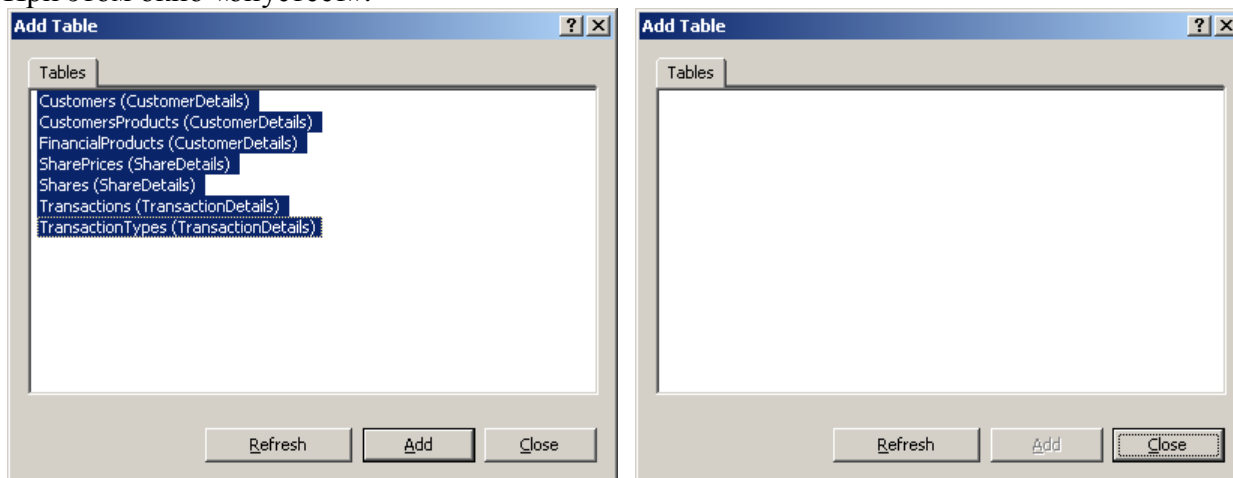 Add Table
Tables
Customers (CustomerDetails)
CustomersProducts (CustomerDetails)
FinancialProducts (CustomerDetails)
SharePrices (ShareDetails)
Shares (ShareDetails)
Transactions (TransactionDetails)
TransactionTypes (TransactionDetails)
Refresh
Add
Close
Add Table
Tables
Refresh
Add
Close